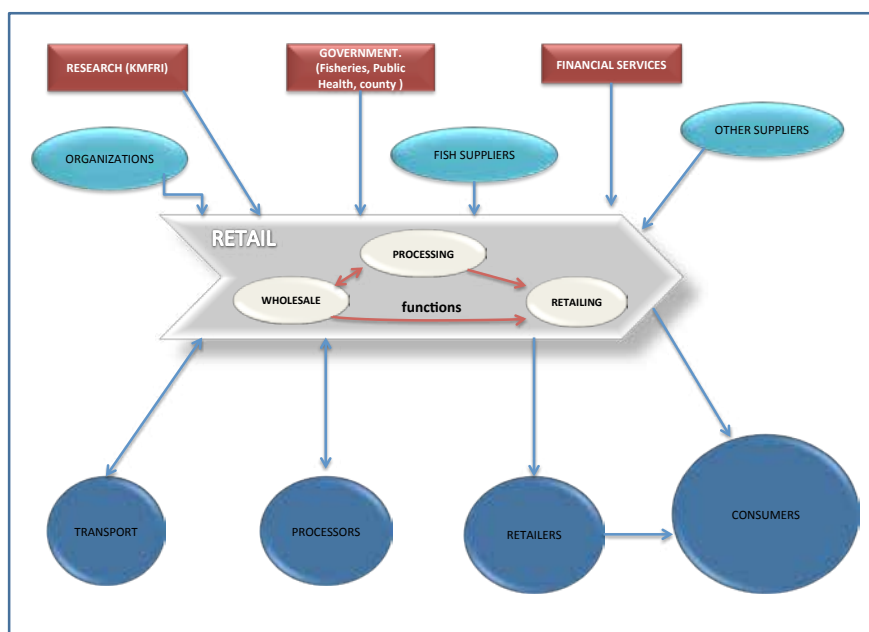 RESEARCH (KMFRI)
GOVERNMENT.
(Fisheries, Public
Health, county )
FINANCIAL SERVICES
ORGANIZATIONS
FISH SUPPLIERS
OTHER SUPPLIERS
RETAIL
PROCESSING
WHOLESALE
functions
RETAILING
TRANSPORT
PROCESSORS
RETAILERS
CONSUMERS